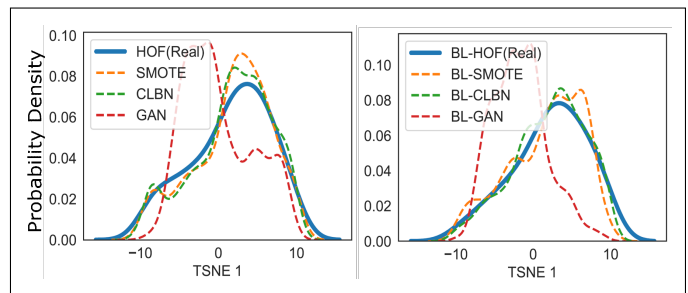 Probability Density
0.10
0.08
0.06
0.04
0.02
0.00
HOF(Real)
SMOTE
CLBN
GAN
−10
0
10
TSNE 1
0.10
0.08
0.06
0.04
0.02
0.00
BL-HOF(Real)
BL-SMOTE
BL-CLBN
BL-GAN
−10
0
10
TSNE 1